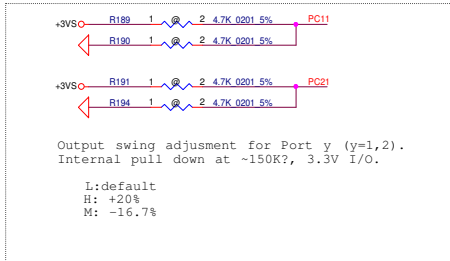 +3VS R189 1 @ 2 4.7K 0201 5% PC11
R190 1 @ 2 4.7K 0201 5%
+3VS R191 1 @ 2 4.7K 0201 5% PC21
R194 1 @ 2 4.7K 0201 5%
Output swing adjusment for Port y (y=1,2).
Internal pull down at ~150K?, 3.3V I/O.
L:default
H: +20%
M: -16.7%